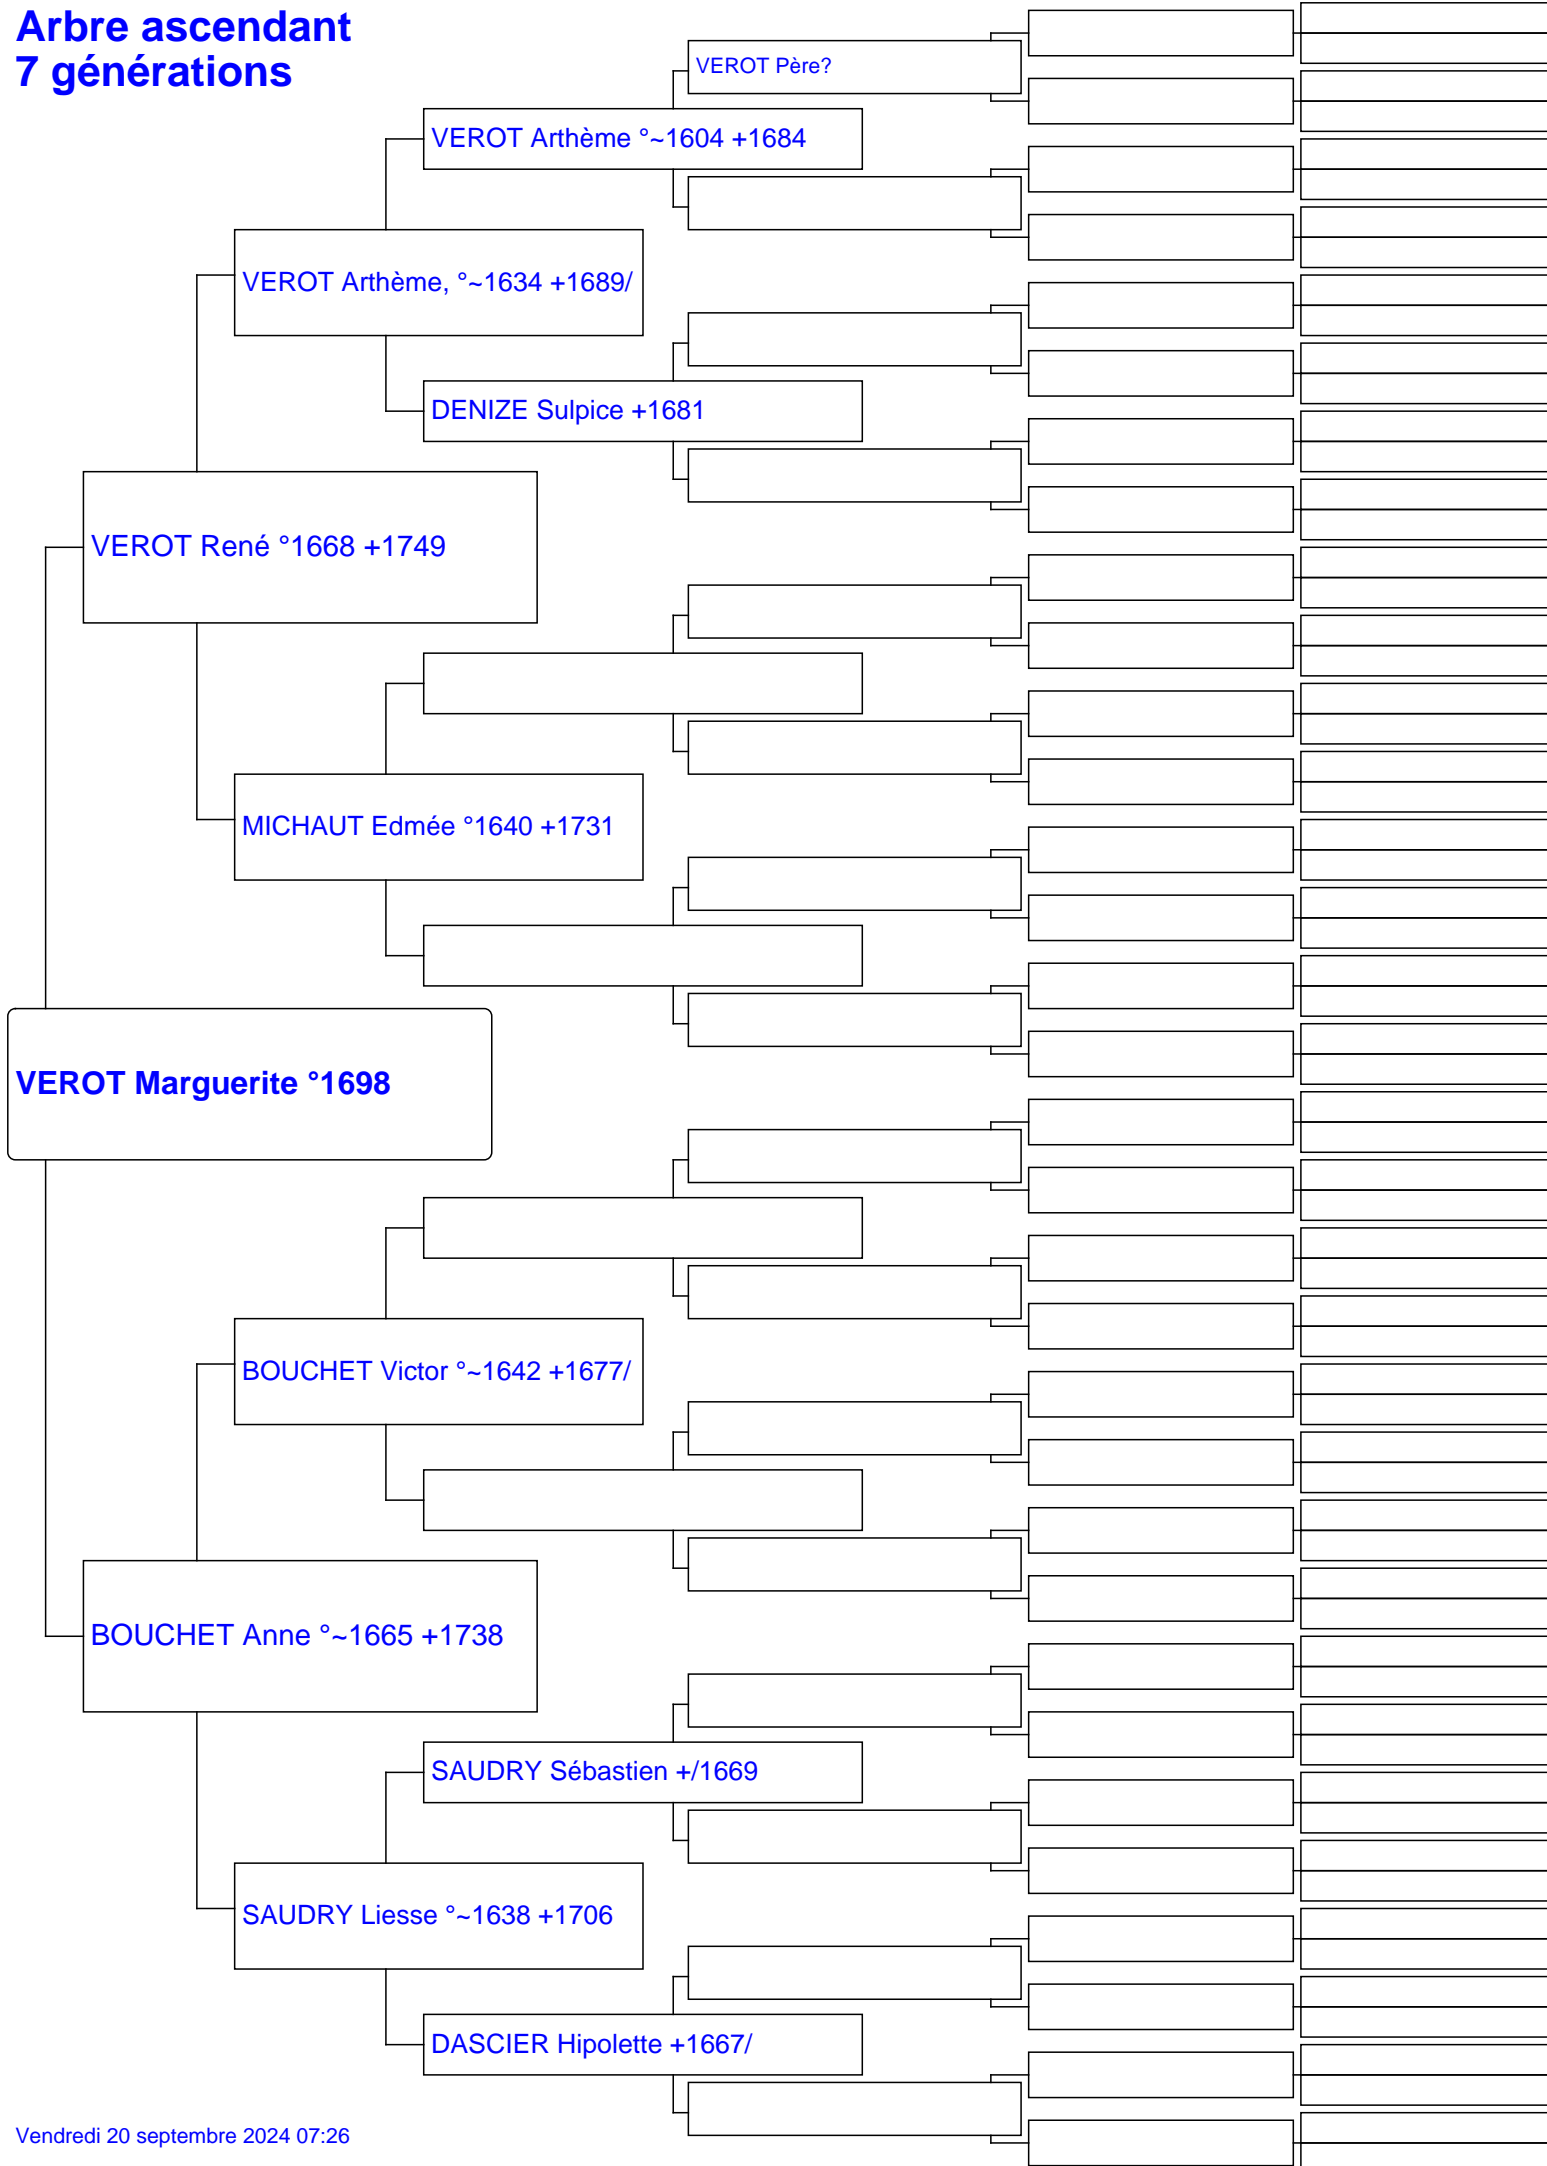 Arbre ascendant
7 générations
VEROT Père?
VEROT Arthème °~1604 +1684
VEROT Arthème, °~1634 +1689/
DENIZE Sulpice +1681
VEROT René °1668 +1749
MICHAUT Edmée °1640 +1731
VEROT Marguerite °1698
BOUCHET Victor °~1642 +1677/
BOUCHET Anne °~1665 +1738
SAUDRY Sébastien +/1669
SAUDRY Liesse °~1638 +1706
DASCIER Hipolette +1667/
Vendredi 20 septembre 2024 07:26